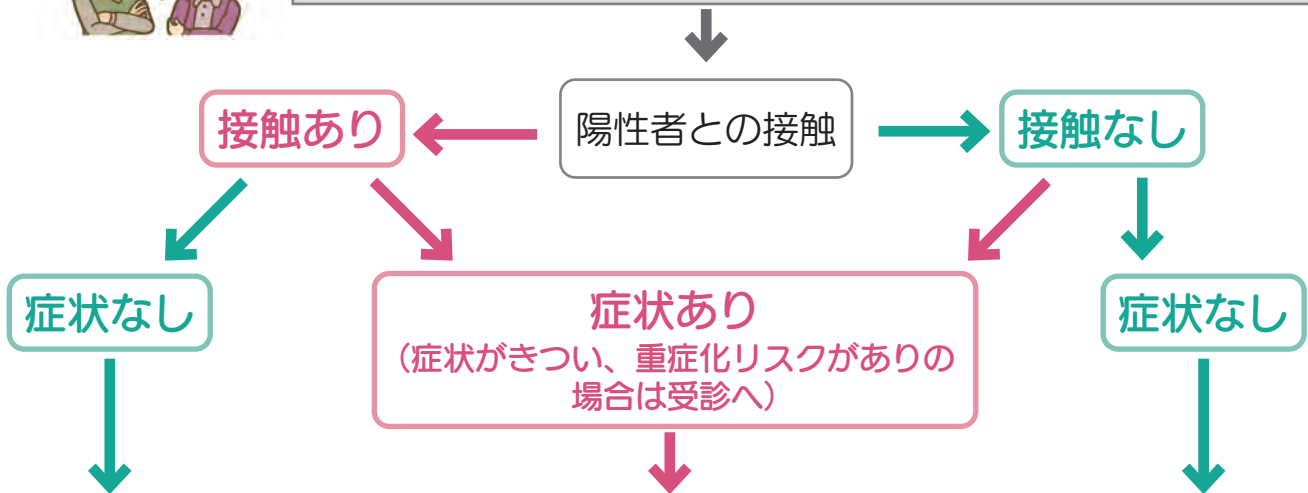 接触あり
陽性者との接触
接触なし
症状なし
症状あり
（症状がきつい、重症化リスクがありの
場合は受診へ）
症状なし